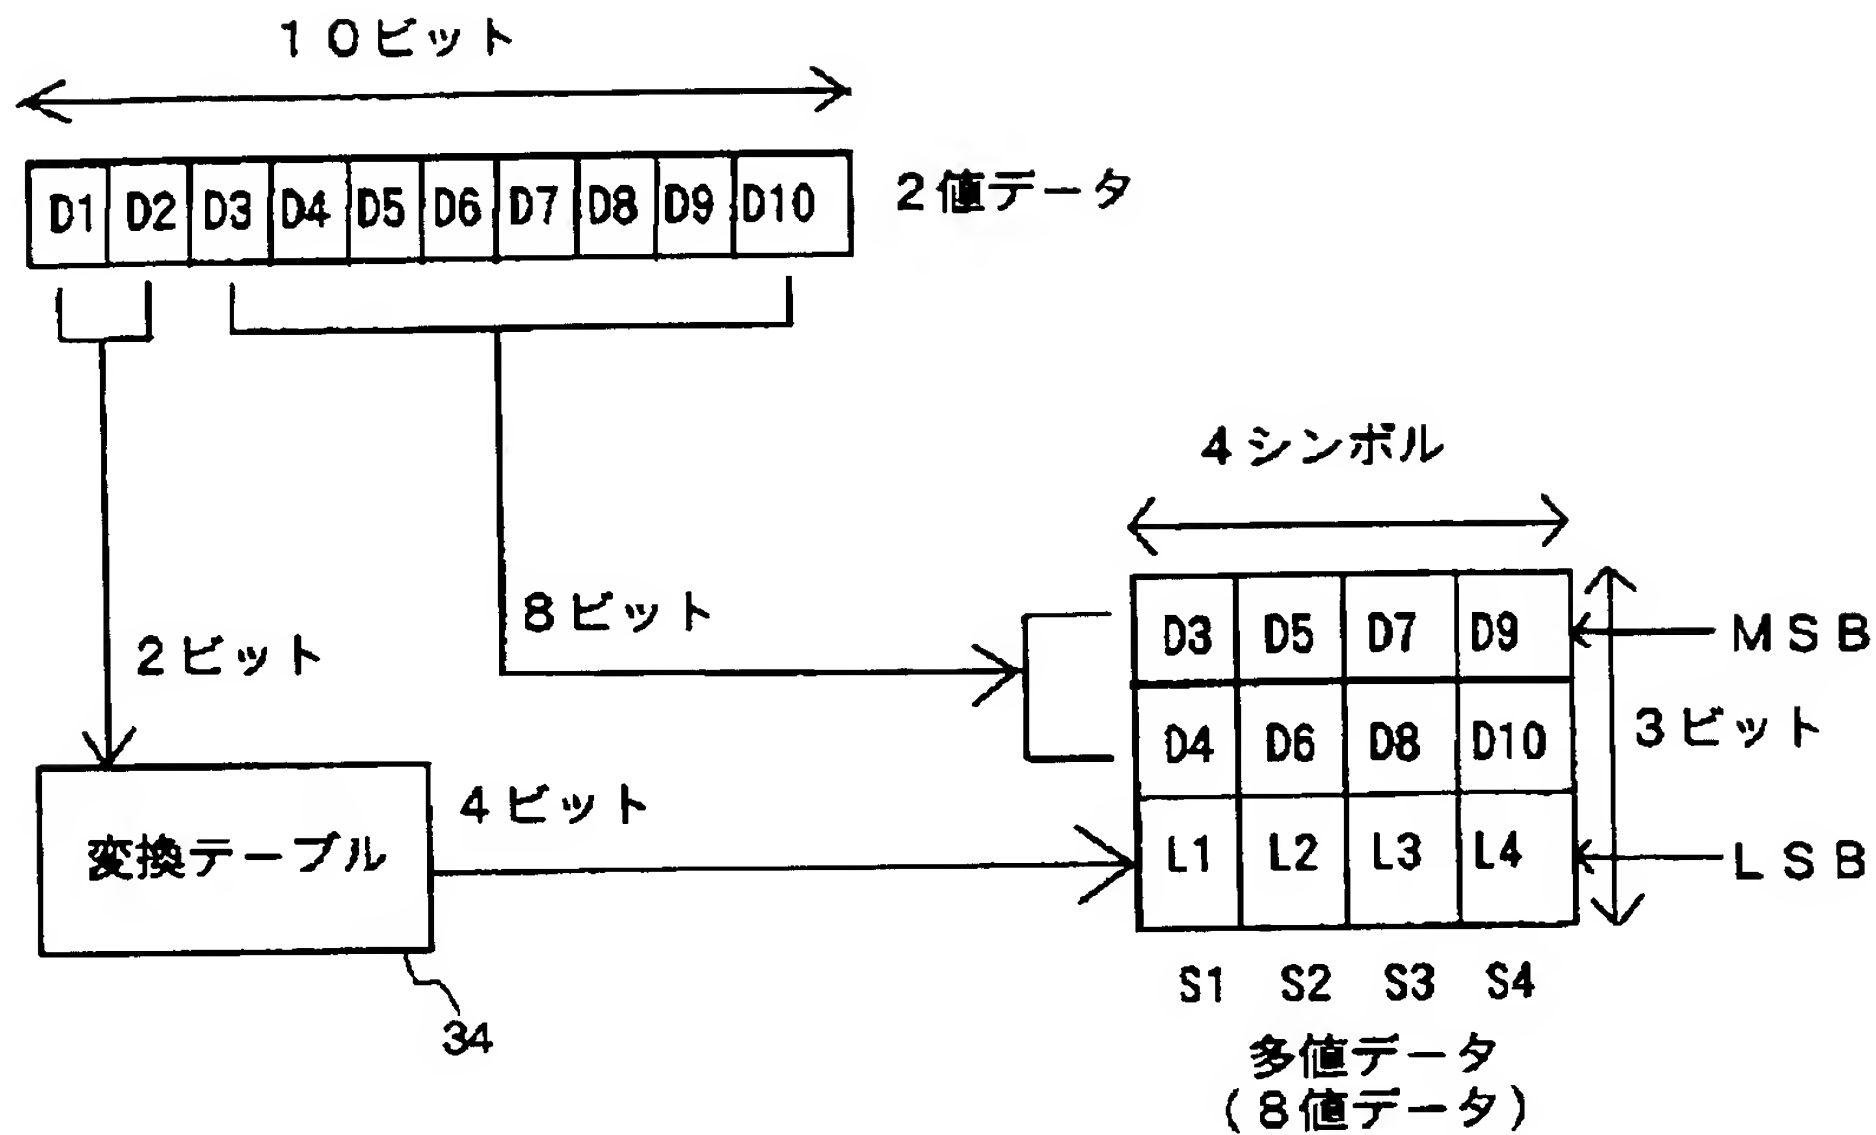 10ビット
D1 D2 D3 D4 D5 D6 D7 D8 D9 D10 2値データ
4シンボル
8ビット
2ビット
D3 D5 D7 D9 MSB
D4 D6 D8 D10 3ビット
4ビット
変換テーブル
L1 L2 L3 L4 LSB
S1 S2 S3 S4
34
多値データ
(8値データ)